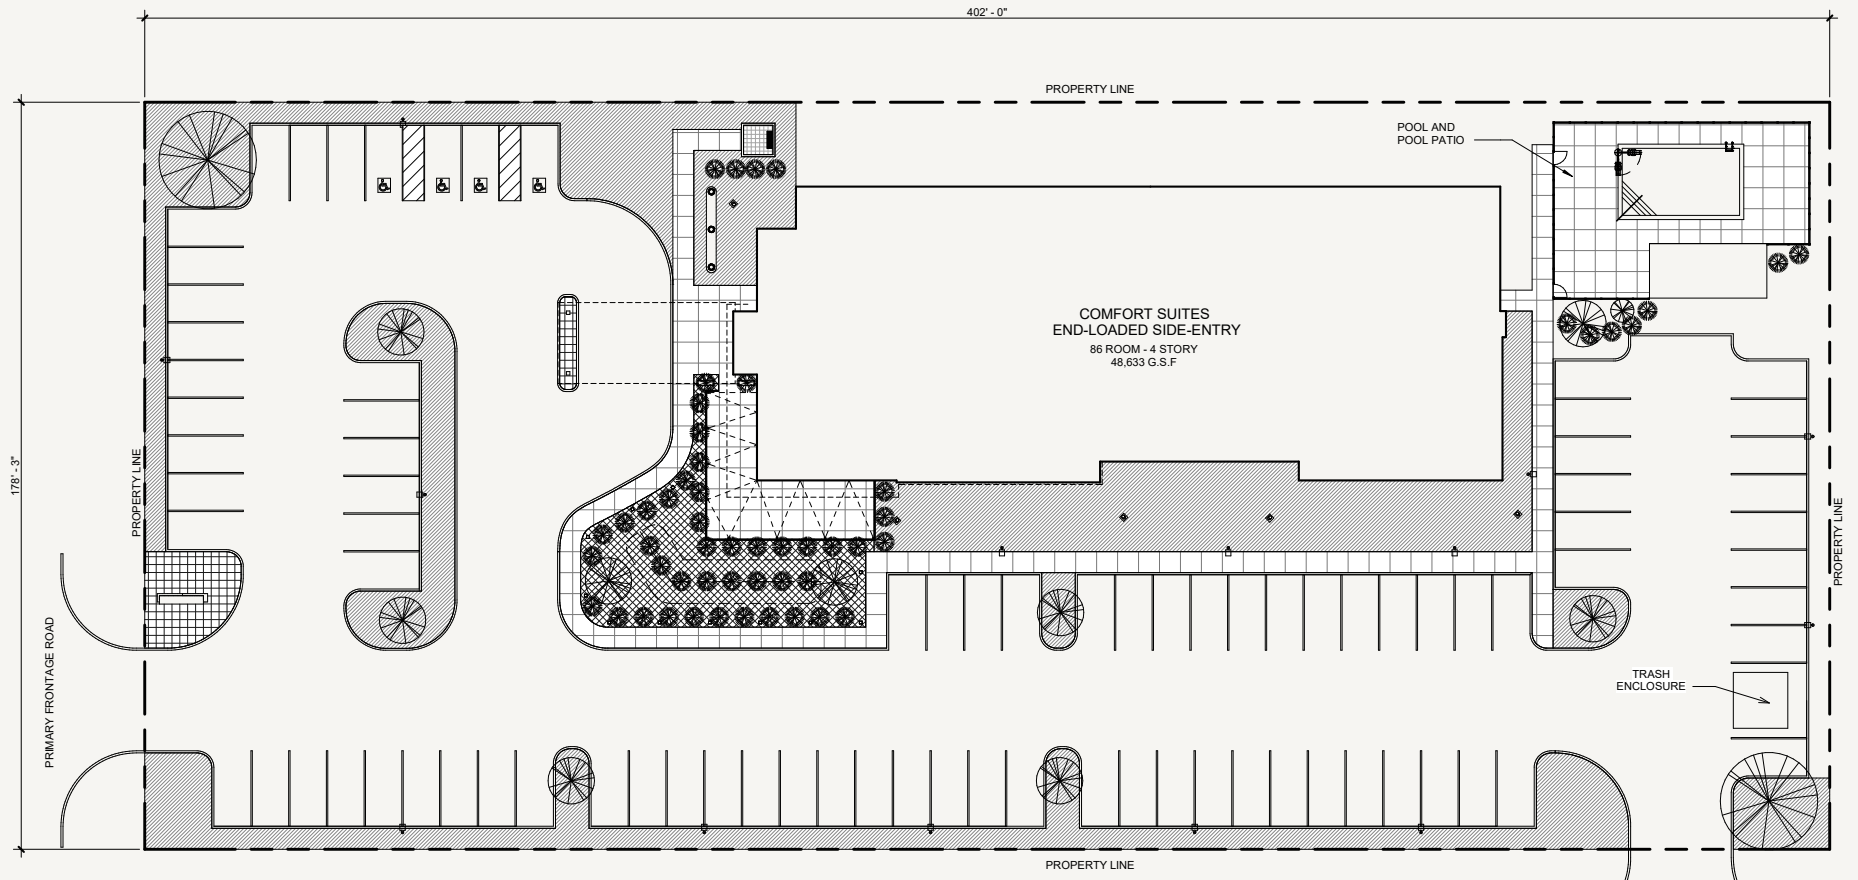 402' - 0"
PROPERTY LINE
POOL AND
POOL PATIO
COMFORT SUITES
END-LOADED SIDE-ENTRY
86 ROOM - 4 STORY
48,633 G.S.F
178' - 3"
PROPERTY LINE
PROPERTY LINE
PRIMARY FRONTAGE ROAD
TRASH
ENCLOSURE
PROPERTY LINE